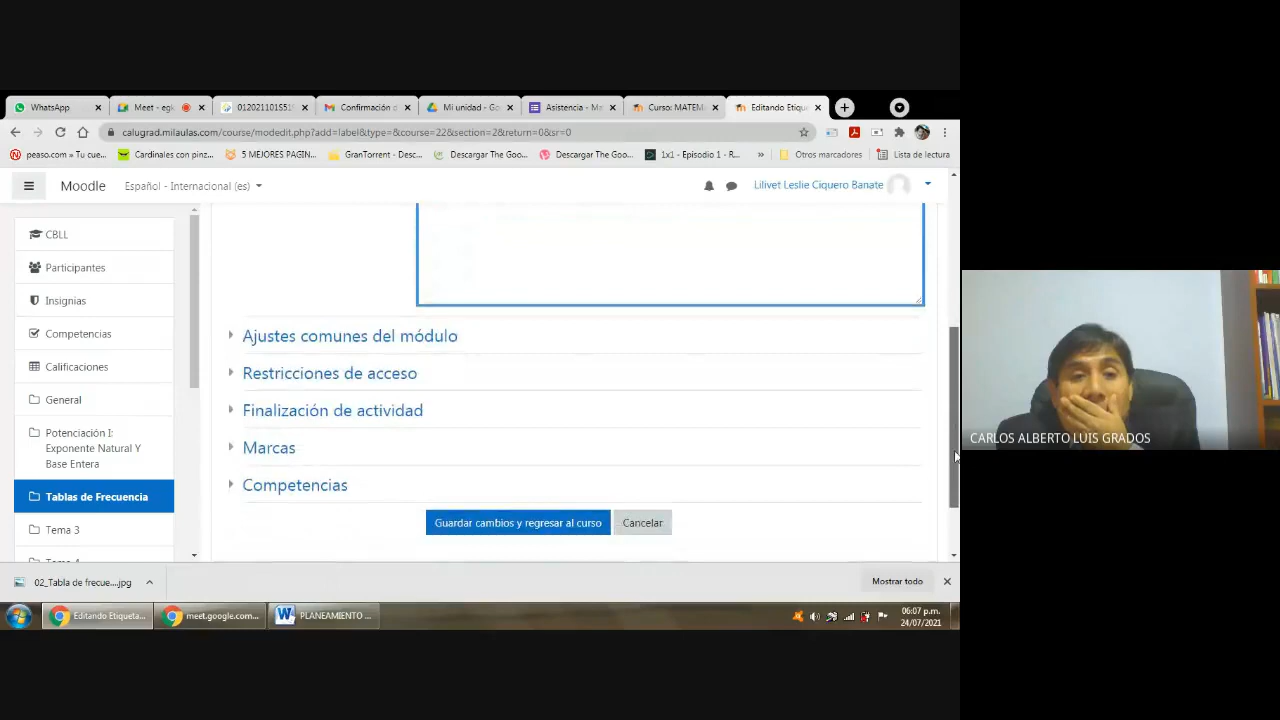 WhatsApp
Meet - egk
012021101S51
Confirmación d
Mi unidad - Go
Asistencia - Ma
Curso: MATEM
Editando Etique
calugrad.milaulas.com/course/modedit.php?add=label&type=&course=22&section=2&return=0&sr=0
peaso.com » Tu cue...
Cardinales con pinz...
5 MEJORES PAGIN...
GranTorrent - Desc...
Descargar The Goo...
Descargar The Goo...
1x1 - Episodio 1 - R...
»
Otros marcadores
Lista de lectura
Moodle
Español - Internacional (es)
Lilivet Leslie Ciquero Banate
CBLL
Participantes
Insignias
Competencias
Calificaciones
General
Potenciación I:
Exponente Natural Y
Base Entera
Tablas de Frecuencia
Tema 3
Ajustes comunes del módulo
Restricciones de acceso
Finalización de actividad
Marcas
Competencias
Guardar cambios y regresar al curso
Cancelar
CARLOS ALBERTO LUIS GRADOS
02_Tabla de frecue....jpg
Mostrar todo
Editando Etiqueta...
meet.google.com...
PLANEAMIENTO ...
06:07 p.m.
24/07/2021